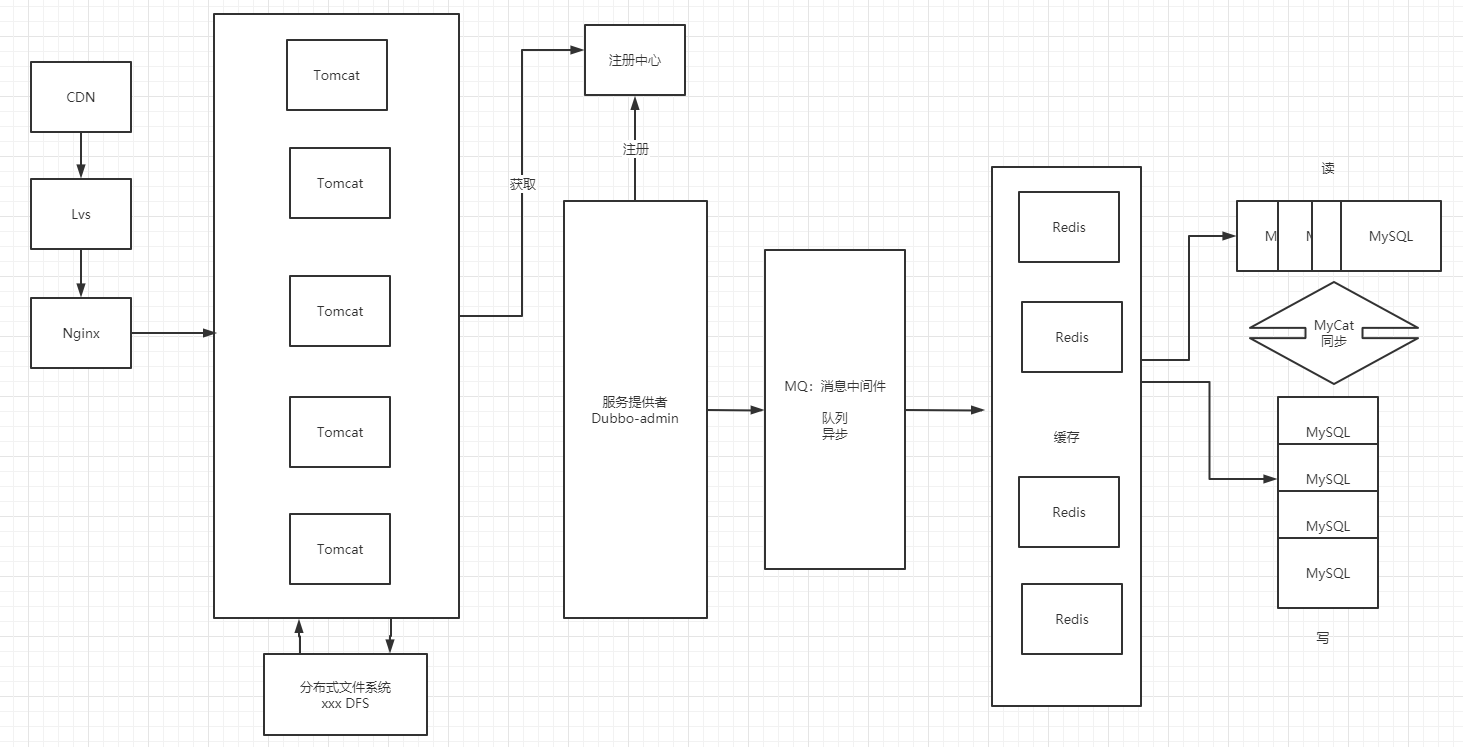 CDN
Lvs
Nginx
Tomcat
Tomcat
Tomcat
Tomcat
Tomcat
分布式文件系统
xxx DFS
获取
注册中心
注册
服务提供者
Dubbo-admin
MQ：消息中间件
队列
异步
Redis
Redis
缓存
Redis
Redis
读
M
MySQL
MyCat
同步
MySQL
MySQL
MySQL
MySQL
写